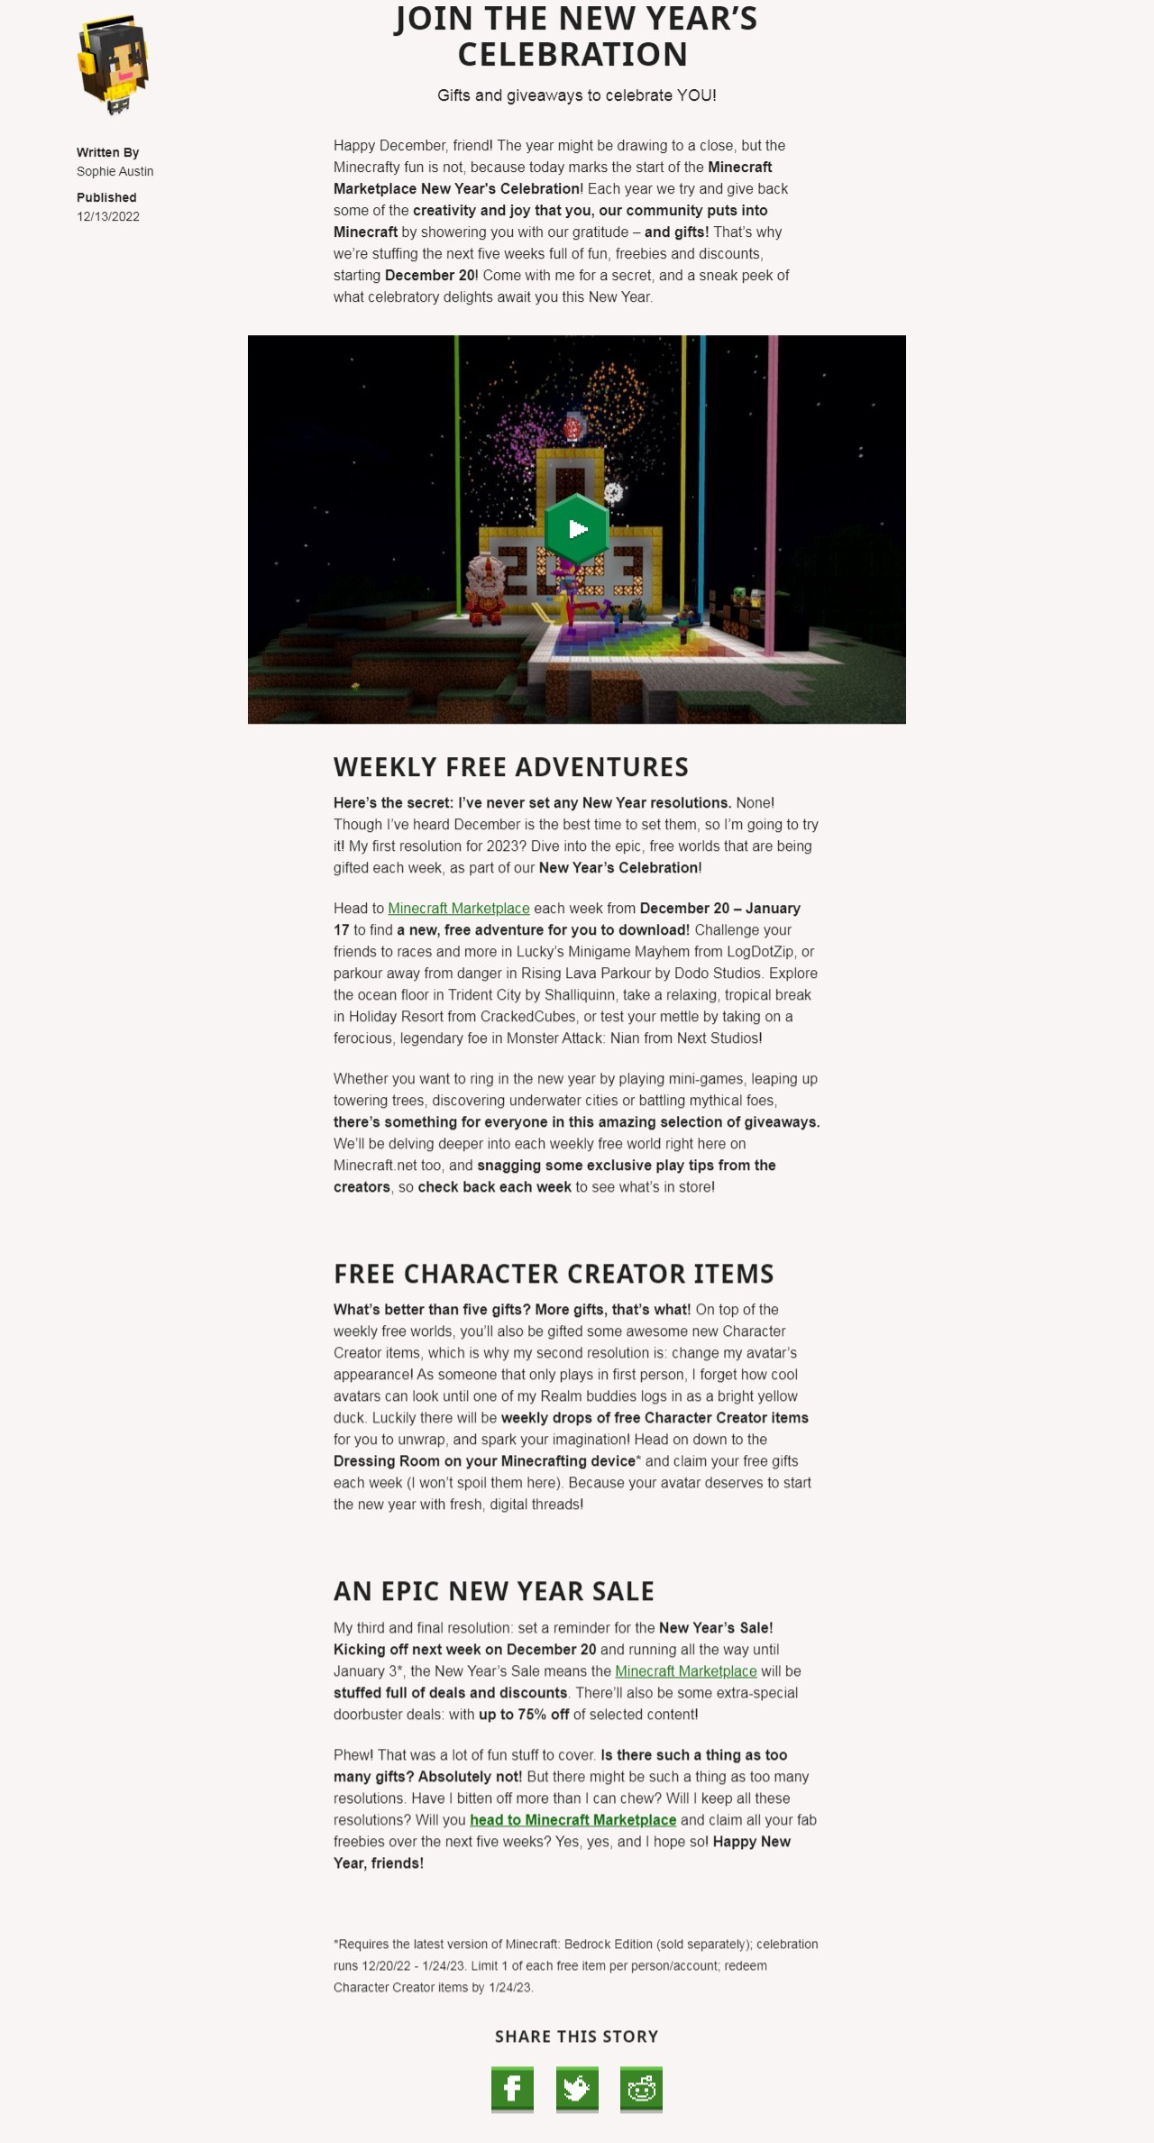 JOIN THE NEW YEAR’S
CELEBRATION
Gifts and giveaways to celebrate YOU!
Written By
Sophie Austin
Published
12/13/2022
Happy December, friend! The year might be drawing to a close, but the
Minecrafty fun is not, because today marks the start of the Minecraft
Marketplace New Year's Celebration! Each year we try and give back
some of the creativity and joy that you, our community puts into
Minecraft by showering you with our gratitude – and gifts! That’s why
we’re stuffing the next five weeks full of fun, freebies and discounts,
starting December 20! Come with me for a secret, and a sneak peek of
what celebratory delights await you this New Year.
2023
WEEKLY FREE ADVENTURES
Here’s the secret: I’ve never set any New Year resolutions. None!
Though I’ve heard December is the best time to set them, so I’m going to try
it! My first resolution for 2023? Dive into the epic, free worlds that are being
gifted each week, as part of our New Year’s Celebration!
Head to Minecraft Marketplace each week from December 20 – January
17 to find a new, free adventure for you to download! Challenge your
friends to races and more in Lucky’s Minigame Mayhem from LogDotZip, or
parkour away from danger in Rising Lava Parkour by Dodo Studios. Explore
the ocean floor in Trident City by Shalliquinn, take a relaxing, tropical break
in Holiday Resort from CrackedCubes, or test your mettle by taking on a
ferocious, legendary foe in Monster Attack: Nian from Next Studios!
Whether you want to ring in the new year by playing mini-games, leaping up
towering trees, discovering underwater cities or battling mythical foes,
there’s something for everyone in this amazing selection of giveaways.
We’ll be delving deeper into each weekly free world right here on
Minecraft.net too, and snagging some exclusive play tips from the
creators, so check back each week to see what’s in store!
FREE CHARACTER CREATOR ITEMS
What’s better than five gifts? More gifts, that’s what! On top of the
weekly free worlds, you’ll also be gifted some awesome new Character
Creator items, which is why my second resolution is: change my avatar’s
appearance! As someone that only plays in first person, I forget how cool
avatars can look until one of my Realm buddies logs in as a bright yellow
duck. Luckily there will be weekly drops of free Character Creator items
for you to unwrap, and spark your imagination! Head on down to the
Dressing Room on your Minecrafting device* and claim your free gifts
each week (I won’t spoil them here). Because your avatar deserves to start
the new year with fresh, digital threads!
AN EPIC NEW YEAR SALE
My third and final resolution: set a reminder for the New Year’s Sale!
Kicking off next week on December 20 and running all the way until
January 3*, the New Year’s Sale means the Minecraft Marketplace will be
stuffed full of deals and discounts. There’ll also be some extra-special
doorbuster deals: with up to 75% off of selected content!
Phew! That was a lot of fun stuff to cover. Is there such a thing as too
many gifts? Absolutely not! But there might be such a thing as too many
resolutions. Have I bitten off more than I can chew? Will I keep all these
resolutions? Will you head to Minecraft Marketplace and claim all your fab
freebies over the next five weeks? Yes, yes, and I hope so! Happy New
Year, friends!
*Requires the latest version of Minecraft: Bedrock Edition (sold separately); celebration
runs 12/20/22 - 1/24/23. Limit 1 of each free item per person/account; redeem
Character Creator items by 1/24/23.
SHARE THIS STORY